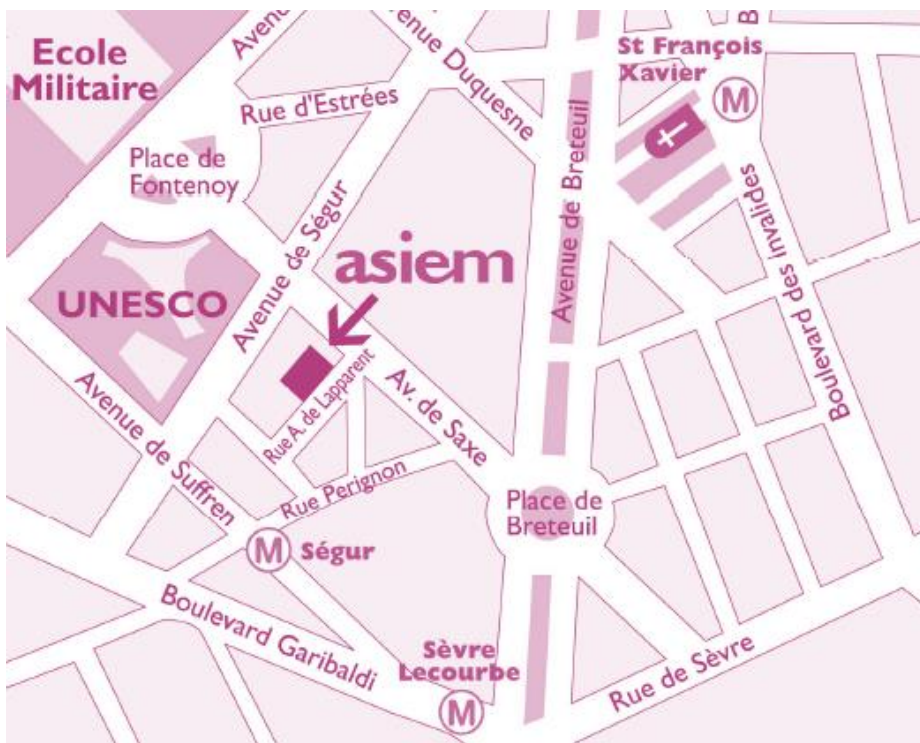 Ecole
Militaire
Avenu
Avenue Duquesne
St François
Xavier
M
B
Rue d'Estrées
Place de
Fontenoy
Avenue de Ségur
Avenue de Breteuil
asiem
UNESCO
Boulevard des Invalides
Rue A. de Lapparent
Av. de Saxe
Avenue de Suffren
Rue Perignon
Place de
Breteuil
M
Ségur
Boulevard Garibaldi
Sèvre
Lecourbe
M
Rue de Sèvre